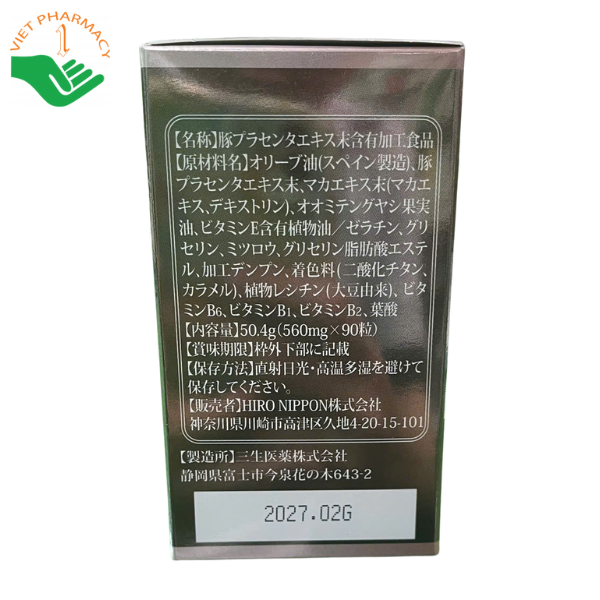 VIET PHARMACY
【名称】豚プラセンタエキス末含有加工食品
【原材料名】オリーブ油(スペイン製造)、豚
プラセンタエキス末、マカエキス末(マカエ
キス、デキストリン)、オオミテングヤシ果実
油、ビタミンE含有植物油／ゼラチン、グリ
セリン、ミツロウ、グリセリン脂肪酸エステ
ル、加工デンプン、着色料(二酸化チタン、
カラメル)、植物レシチン(大豆由来)、ビタ
ミンB6、ビタミンB1、ビタミンB2、葉酸
【内容量】50.4g(560mg×90粒)
【賞味期限】枠外下部に記載
【保存方法】直射日光・高温多湿を避けて
保存してください。
【販売者】HIRO NIPPON株式会社
神奈川県川崎市高津区久地4-20-15-101
【製造所】三生医薬株式会社
静岡県富士市今泉花の木643-2
2027.02G